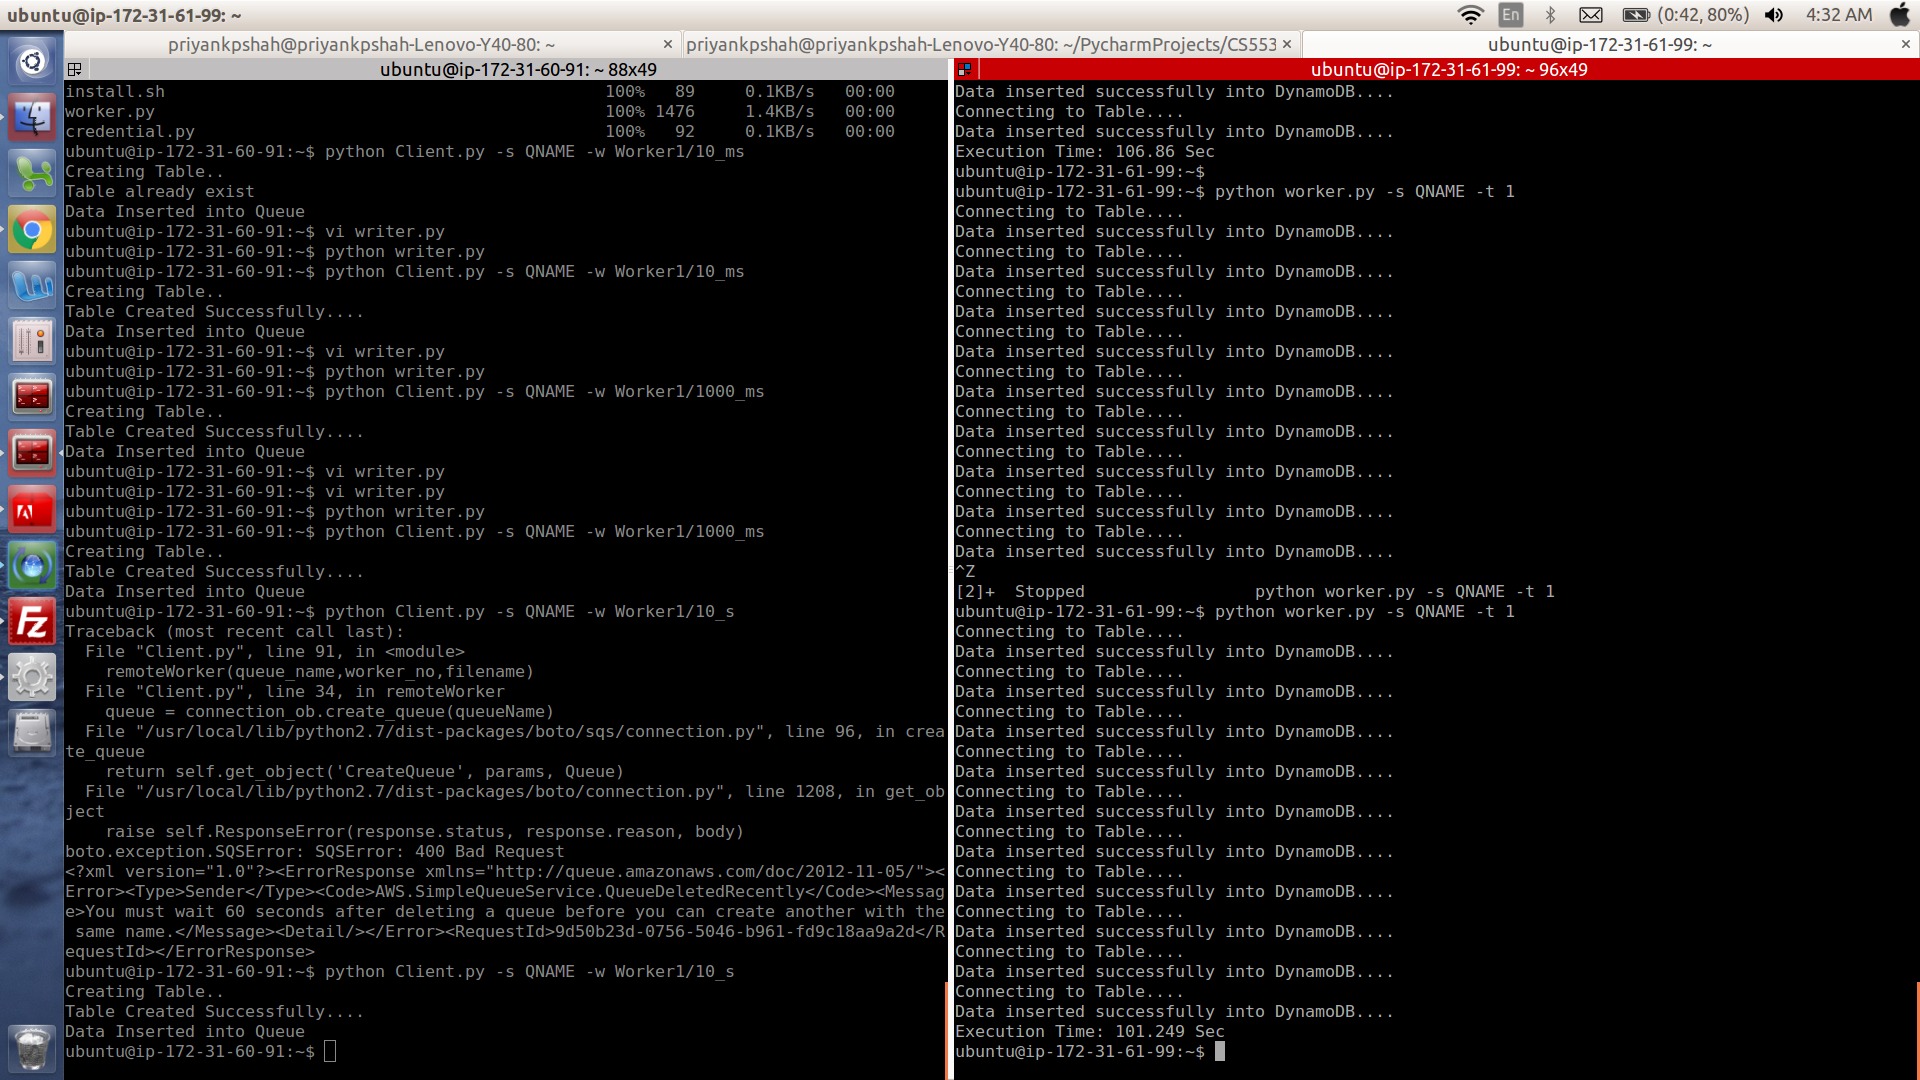 ubuntu@ip-172-31-61-99: ~
En
(0:42, 80%)
4:32 AM
priyankpshah@priyankpshah-Lenovo-Y40-80: ~
priyankpshah@priyankpshah-Lenovo-Y40-80: ~/PycharmProjects/CS553
ubuntu@ip-172-31-61-99: ~
ubuntu@ip-172-31-60-91: ~ 88x49
install.sh 100% 89 0.1KB/s 00:00
worker.py 100% 1476 1.4KB/s 00:00
credential.py 100% 92 0.1KB/s 00:00
ubuntu@ip-172-31-60-91:~$ python Client.py -s QNAME -w Worker1/10_ms
Creating Table..
Table already exist
Data Inserted into Queue
ubuntu@ip-172-31-60-91:~$ vi writer.py
ubuntu@ip-172-31-60-91:~$ python writer.py
ubuntu@ip-172-31-60-91:~$ python Client.py -s QNAME -w Worker1/10_ms
Creating Table..
Table Created Successfully....
Data Inserted into Queue
ubuntu@ip-172-31-60-91:~$ vi writer.py
ubuntu@ip-172-31-60-91:~$ python writer.py
ubuntu@ip-172-31-60-91:~$ python Client.py -s QNAME -w Worker1/1000_ms
Creating Table..
Table Created Successfully....
Data Inserted into Queue
ubuntu@ip-172-31-60-91:~$ vi writer.py
ubuntu@ip-172-31-60-91:~$ vi writer.py
ubuntu@ip-172-31-60-91:~$ python writer.py
ubuntu@ip-172-31-60-91:~$ python Client.py -s QNAME -w Worker1/1000_ms
Creating Table..
Table Created Successfully....
Data Inserted into Queue
ubuntu@ip-172-31-60-91:~$ python Client.py -s QNAME -w Worker1/10_s
Traceback (most recent call last):
  File "Client.py", line 91, in <module>
    remoteWorker(queue_name,worker_no,filename)
  File "Client.py", line 34, in remoteWorker
    queue = connection_ob.create_queue(queueName)
  File "/usr/local/lib/python2.7/dist-packages/boto/sqs/connection.py", line 96, in crea
te_queue
    return self.get_object('CreateQueue', params, Queue)
  File "/usr/local/lib/python2.7/dist-packages/boto/connection.py", line 1208, in get_ob
ject
    raise self.ResponseError(response.status, response.reason, body)
boto.exception.SQSError: SQSError: 400 Bad Request
<?xml version="1.0"?><ErrorResponse xmlns="http://queue.amazonaws.com/doc/2012-11-05/"><
Error><Type>Sender</Type><Code>AWS.SimpleQueueService.QueueDeletedRecently</Code><Messag
e>You must wait 60 seconds after deleting a queue before you can create another with the
 same name.</Message><Detail/></Error><RequestId>9d50b23d-0756-5046-b961-fd9c18aa9a2d</R
equestId></ErrorResponse>
ubuntu@ip-172-31-60-91:~$ python Client.py -s QNAME -w Worker1/10_s
Creating Table..
Table Created Successfully....
Data Inserted into Queue
ubuntu@ip-172-31-60-91:~$
ubuntu@ip-172-31-61-99: ~ 96x49
Data inserted successfully into DynamoDB....
Connecting to Table....
Data inserted successfully into DynamoDB....
Execution Time: 106.86 Sec
ubuntu@ip-172-31-61-99:~$
ubuntu@ip-172-31-61-99:~$ python worker.py -s QNAME -t 1
Connecting to Table....
Data inserted successfully into DynamoDB....
Connecting to Table....
Data inserted successfully into DynamoDB....
Connecting to Table....
Data inserted successfully into DynamoDB....
Connecting to Table....
Data inserted successfully into DynamoDB....
Connecting to Table....
Data inserted successfully into DynamoDB....
Connecting to Table....
Data inserted successfully into DynamoDB....
Connecting to Table....
Data inserted successfully into DynamoDB....
Connecting to Table....
Data inserted successfully into DynamoDB....
Connecting to Table....
Data inserted successfully into DynamoDB....
^Z
[2]+  Stopped                 python worker.py -s QNAME -t 1
ubuntu@ip-172-31-61-99:~$ python worker.py -s QNAME -t 1
Connecting to Table....
Data inserted successfully into DynamoDB....
Connecting to Table....
Data inserted successfully into DynamoDB....
Connecting to Table....
Data inserted successfully into DynamoDB....
Connecting to Table....
Data inserted successfully into DynamoDB....
Connecting to Table....
Data inserted successfully into DynamoDB....
Connecting to Table....
Data inserted successfully into DynamoDB....
Connecting to Table....
Data inserted successfully into DynamoDB....
Connecting to Table....
Data inserted successfully into DynamoDB....
Connecting to Table....
Data inserted successfully into DynamoDB....
Connecting to Table....
Data inserted successfully into DynamoDB....
Execution Time: 101.249 Sec
ubuntu@ip-172-31-61-99:~$